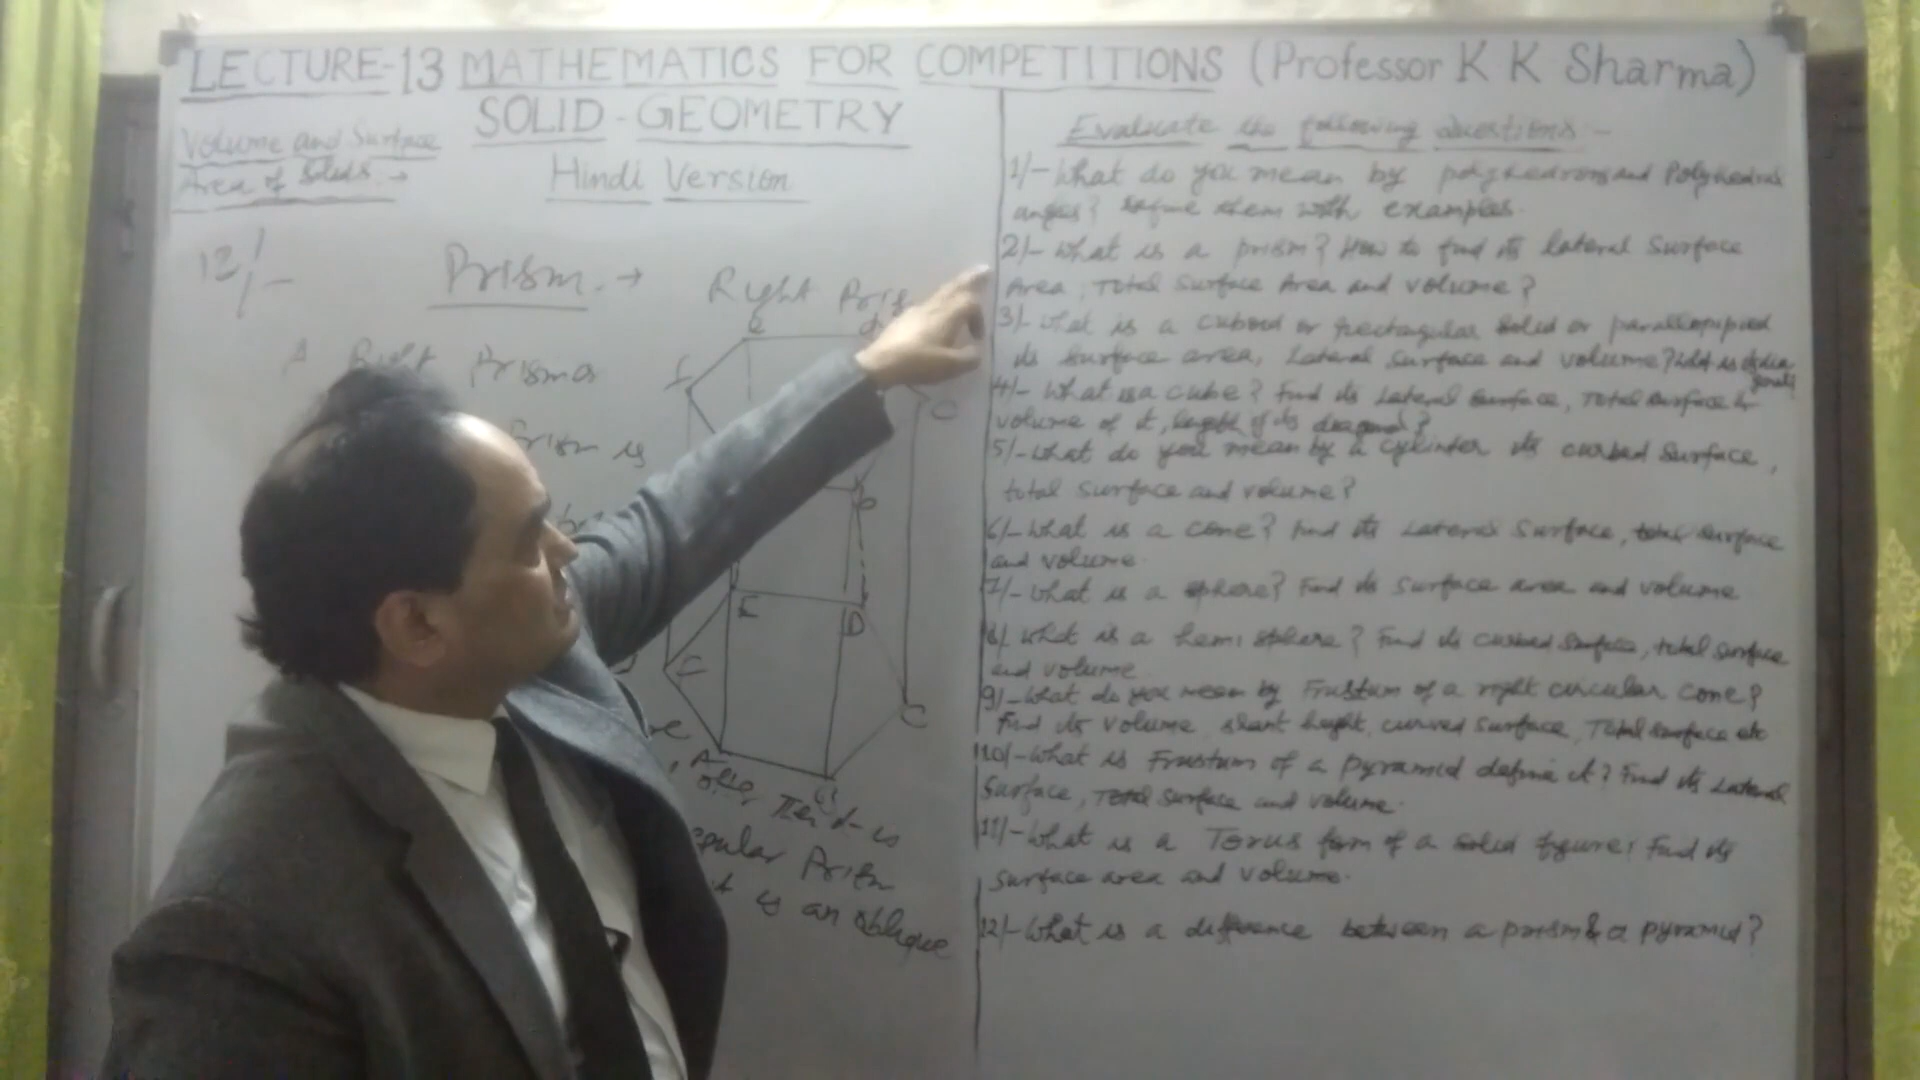 LECTURE-13 MATHEMATICS FOR COMPETITIONS (Professor K K Sharma)
SOLID-GEOMETRY
Volume and Surface
Area of Solids. →
Hindi Version
Prism. →
Right
A Right Prism or
Prism is
e
d
f
C
b
E
D
F
C
A
B
is
Prism
is an oblique
Evaluate the following questions -
1/- What do you mean by polyhedrons and Polyhedrons
angles? define them with examples.
2/- What is a prism? How to find its lateral Surface
Area, Total Surface Area and volume?
3/- What is a cuboid or rectangular solid or parallopipied
its surface area, Lateral surface and volume?
4/- What is a cube? Find its Lateral surface, Total surface &
volume of it, length of its diagonal?
5/- What do you mean by a cylinder its curbed surface,
total surface and volume?
6/- What is a cone? Find its Lateral Surface, total surface
and volume.
7/- What is a sphere? Find its surface area and volume
8/- What is a hemi sphere? Find its curbed surface, total surface
and volume
9/- What do you mean by Frustum of a right circular cone?
Find its volume, slant height, curved surface, Total surface etc
10/- What is Frustum of a pyramid define it? Find its Lateral
Surface, Total surface and volume.
11/- What is a Torus form of a solid figure? Find its
surface area and volume.
12/- What is a difference between a prism & a pyramid?